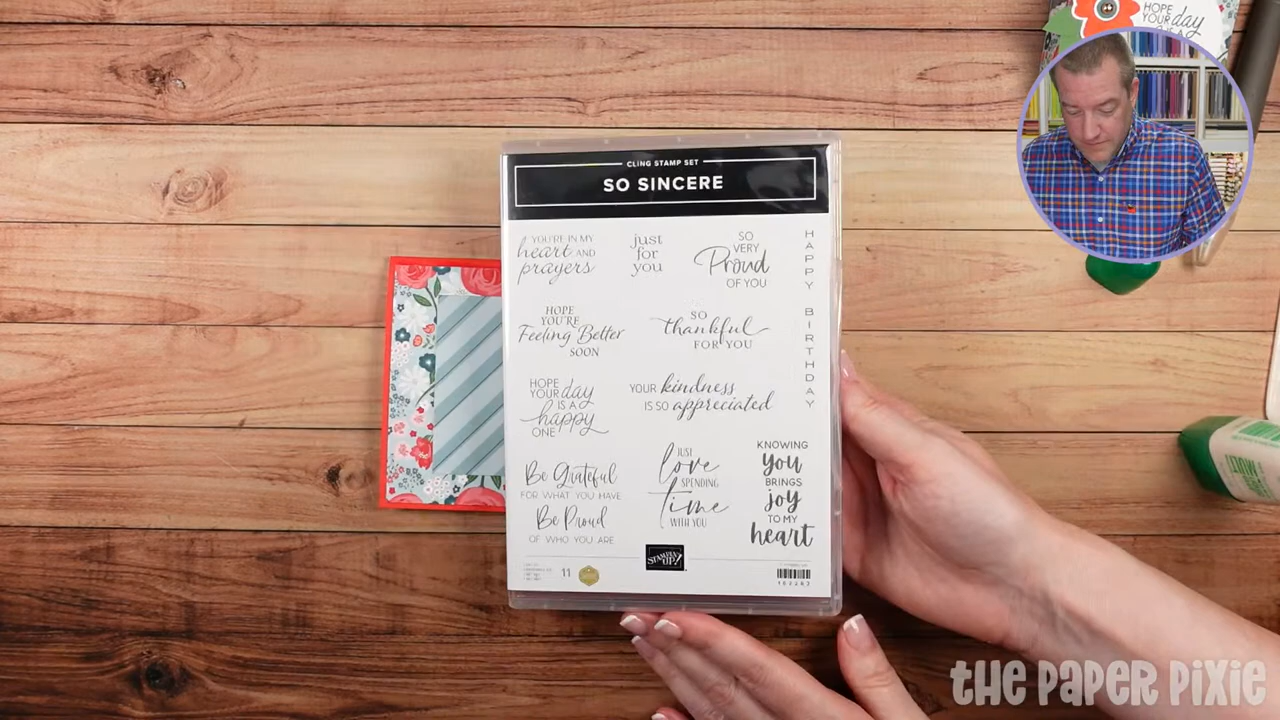 HOPE
YOUR day
CLING STAMP SET
SO SINCERE
YOU'RE IN MY
heart AND
prayers
just
for
you
SO
VERY
Proud
OF YOU
HAPPY BIRTHDAY
HOPE
YOU'RE
Feeling Better
SOON
SO
thankful
FOR YOU
HOPE
YOUR day
IS A
happy
ONE
YOUR kindness
IS SO appreciated
Be Grateful
FOR WHAT YOU HAVE
Be Proud
OF WHO YOU ARE
JUST
love
SPENDING
time
WITH YOU
KNOWING
you
BRINGS
joy
TO MY
heart
STAMPIN' UP!
11
THE PAPER PIXIE